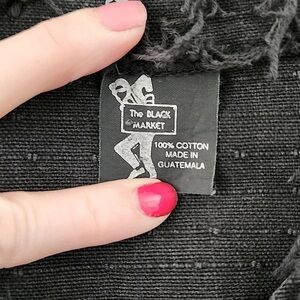 The BLACK
MARKET
100% COTTON
MADE IN
GUATEMALA